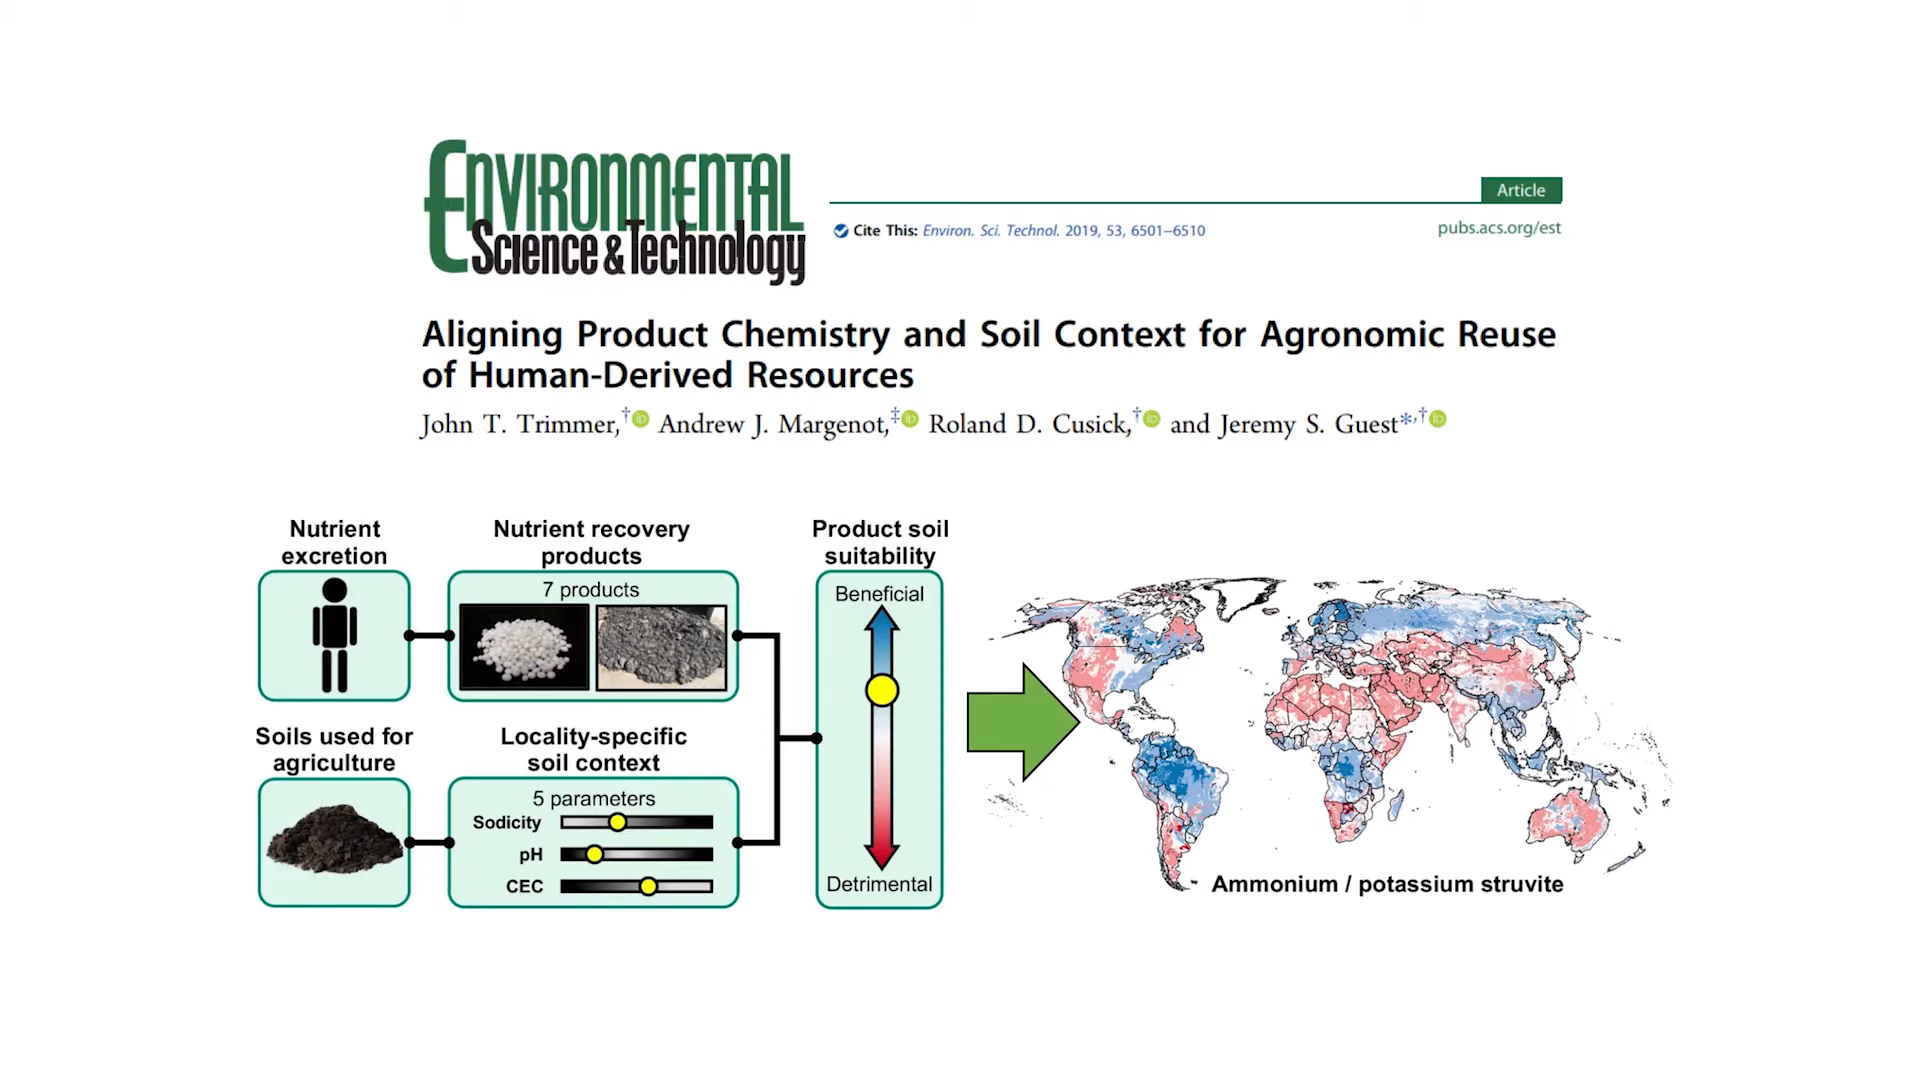 ENVIRONMENTAL
Science & Technology
Article
Cite This: Environ. Sci. Technol. 2019, 53, 6501−6510
pubs.acs.org/est
Aligning Product Chemistry and Soil Context for Agronomic Reuse
of Human-Derived Resources
John T. Trimmer,† Andrew J. Margenot,‡ Roland D. Cusick,† and Jeremy S. Guest*,†
Nutrient
excretion
Nutrient recovery
products
7 products
Product soil
suitability
Beneficial
Soils used for
agriculture
Locality-specific
soil context
5 parameters
Sodicity
pH
CEC
Detrimental
Ammonium / potassium struvite